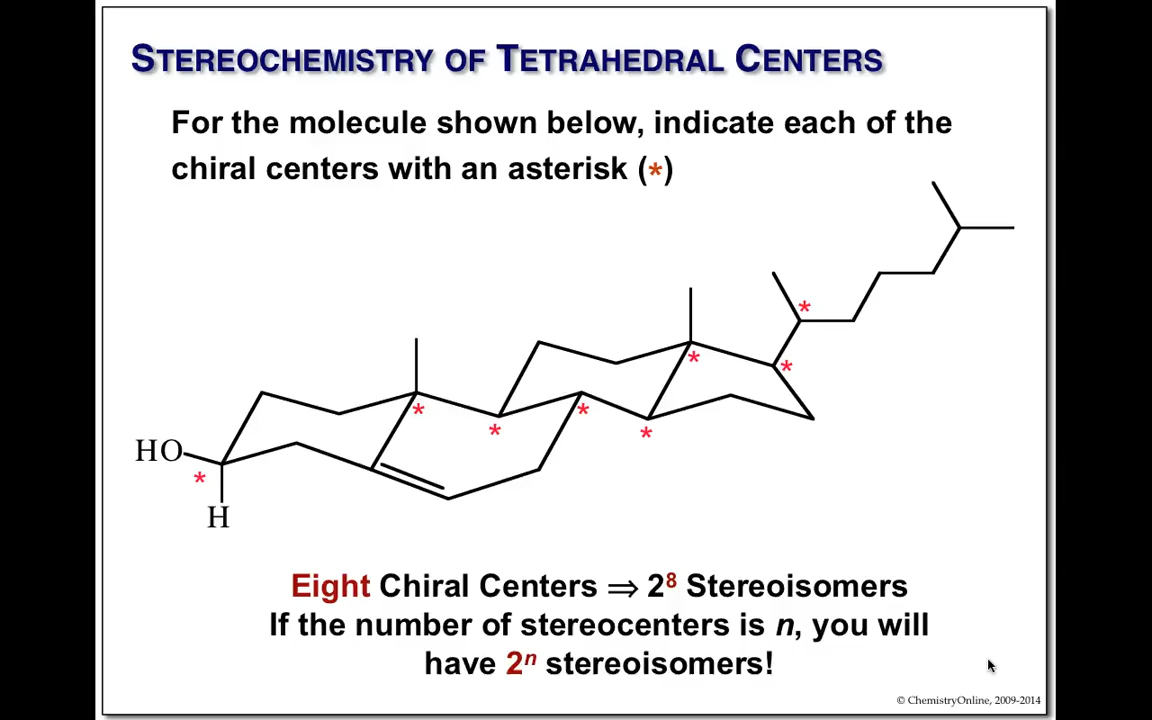 STEREOCHEMISTRY OF TETRAHEDRAL CENTERS
For the molecule shown below, indicate each of the
chiral centers with an asterisk (*)
*
*
*
*
*
*
*
HO
*
H
Eight Chiral Centers ⇒ 2⁸ Stereoisomers
If the number of stereocenters is n, you will
have 2ⁿ stereoisomers!
© ChemistryOnline, 2009-2014